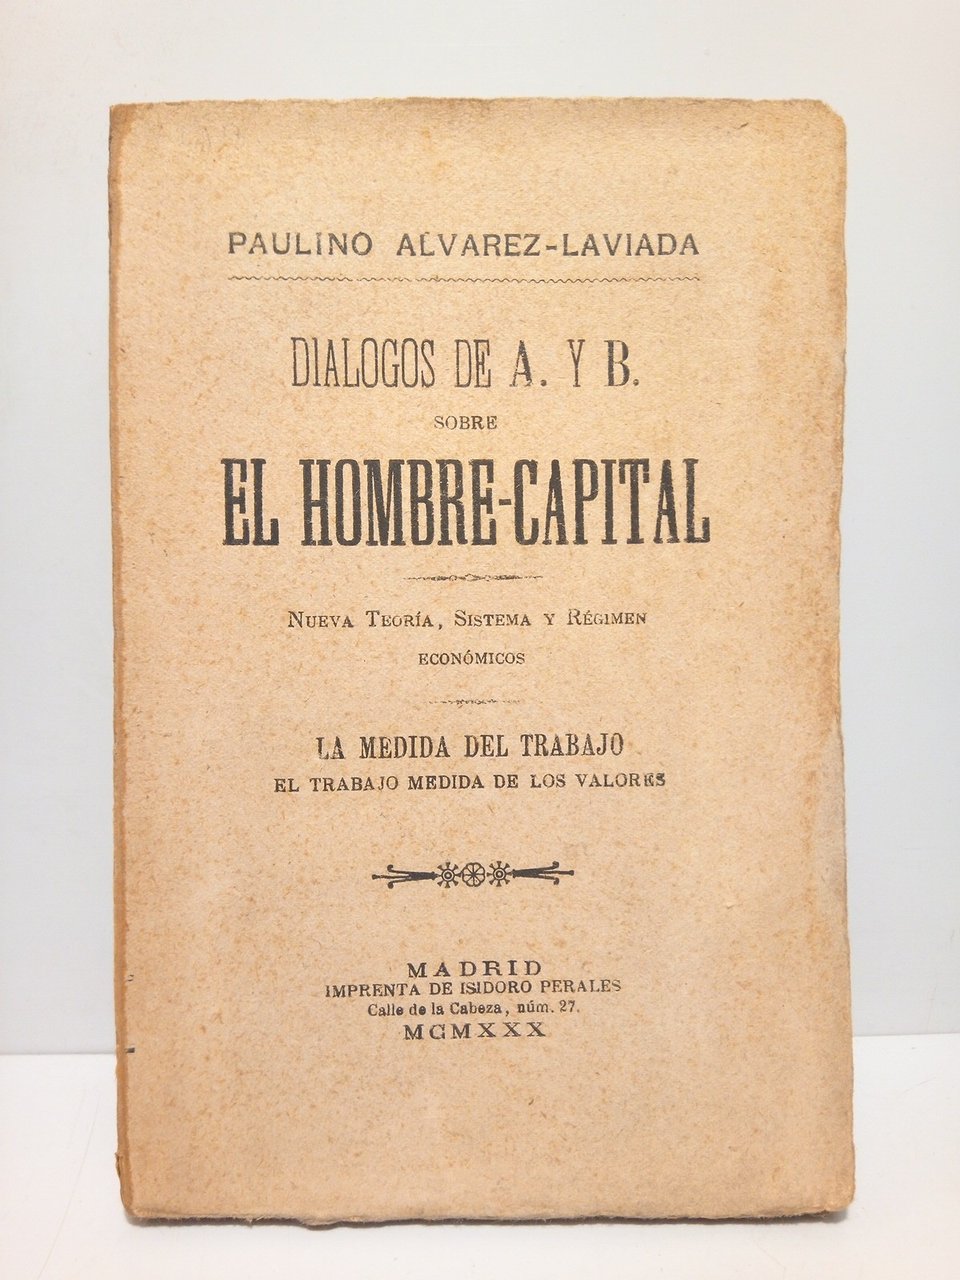 PAULINO ALVAREZ-LAVIADA
DIALOGOS DE A. Y B.
SOBRE
EL HOMBRE-CAPITAL
NUEVA TEORÍA, SISTEMA Y RÉGIMEN
ECONÓMICOS
LA MEDIDA DEL TRABAJO
EL TRABAJO MEDIDA DE LOS VALORES
MADRID
IMPRENTA DE ISIDORO PERALES
Calle de la Cabeza, núm. 27.
MCMXXX